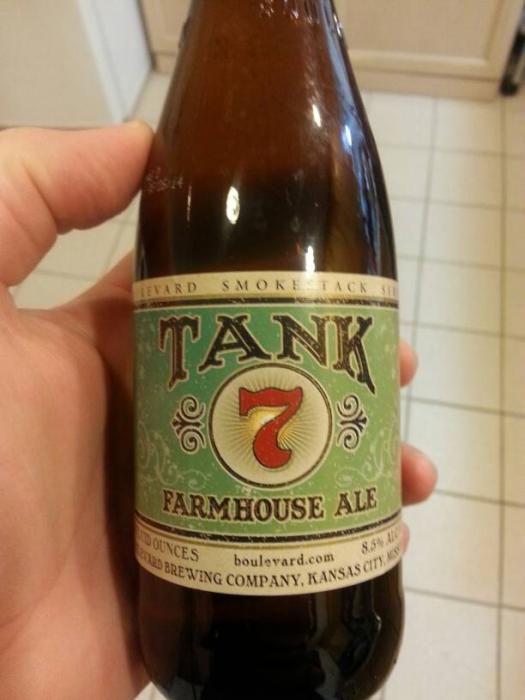 SMOKESTACK
TANK
7
FARMHOUSE ALE
OUNCES
8.5%
boulevard.com
BREWING COMPANY, KANSAS CITY,